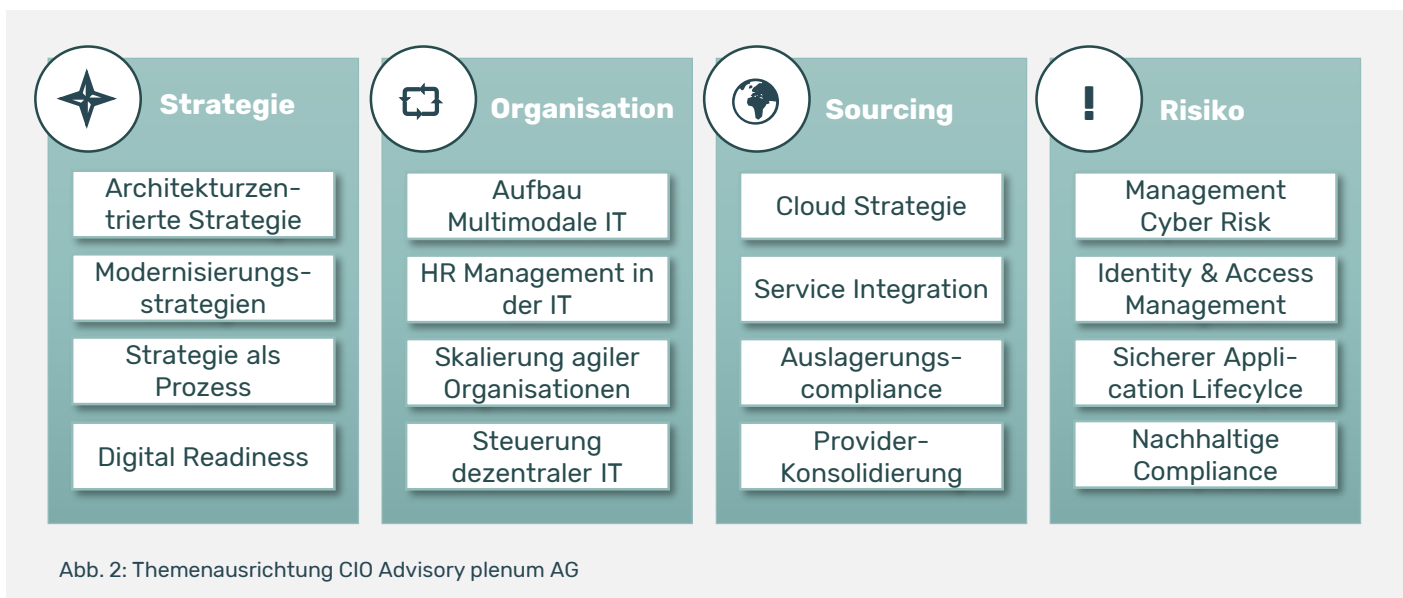 Strategie
Architekturzen-
trierte Strategie
Modernisierungs-
strategien
Strategie als
Prozess
Digital Readiness
Organisation
Aufbau
Multimodale IT
HR Management in
der IT
Skalierung agiler
Organisationen
Steuerung
dezentraler IT
Sourcing
Cloud Strategie
Service Integration
Auslagerungs-
compliance
Provider-
Konsolidierung
!
Risiko
Management
Cyber Risk
Identity & Access
Management
Sicherer Appli-
cation Lifecylce
Nachhaltige
Compliance
Abb. 2: Themenausrichtung CIO Advisory plenum AG